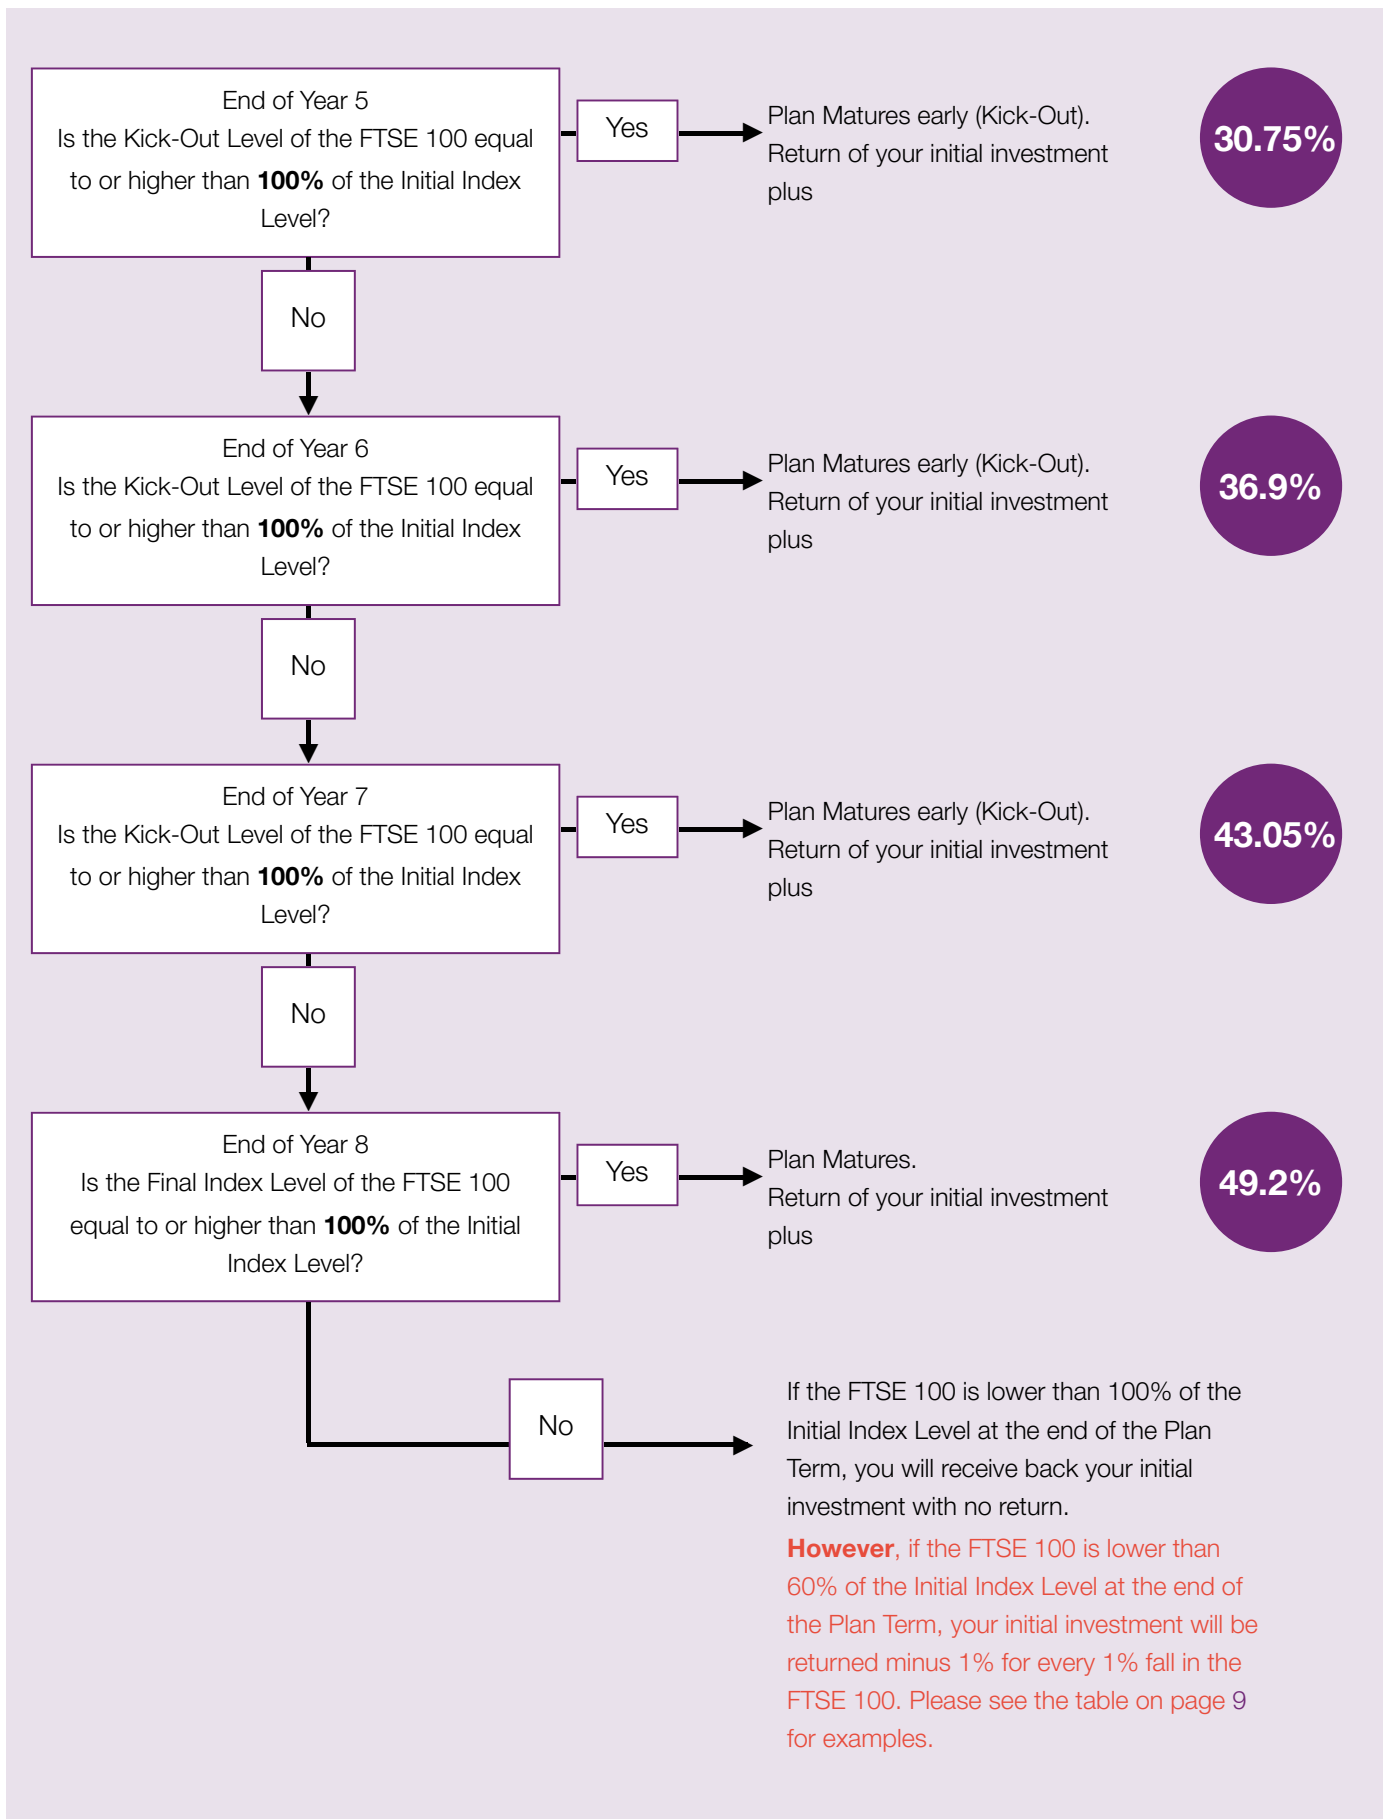 End of Year 5
Is the Kick-Out Level of the FTSE 100 equal
to or higher than 100% of the Initial Index
Level?
Yes
Plan Matures early (Kick-Out).
Return of your initial investment
plus
30.75%
No
End of Year 6
Is the Kick-Out Level of the FTSE 100 equal
to or higher than 100% of the Initial Index
Level?
Yes
Plan Matures early (Kick-Out).
Return of your initial investment
plus
36.9%
No
End of Year 7
Is the Kick-Out Level of the FTSE 100 equal
to or higher than 100% of the Initial Index
Level?
Yes
Plan Matures early (Kick-Out).
Return of your initial investment
plus
43.05%
No
End of Year 8
Is the Final Index Level of the FTSE 100
equal to or higher than 100% of the Initial
Index Level?
Yes
Plan Matures.
Return of your initial investment
plus
49.2%
No
If the FTSE 100 is lower than 100% of the
Initial Index Level at the end of the Plan
Term, you will receive back your initial
investment with no return.
However, if the FTSE 100 is lower than
60% of the Initial Index Level at the end of
the Plan Term, your initial investment will be
returned minus 1% for every 1% fall in the
FTSE 100. Please see the table on page 9
for examples.